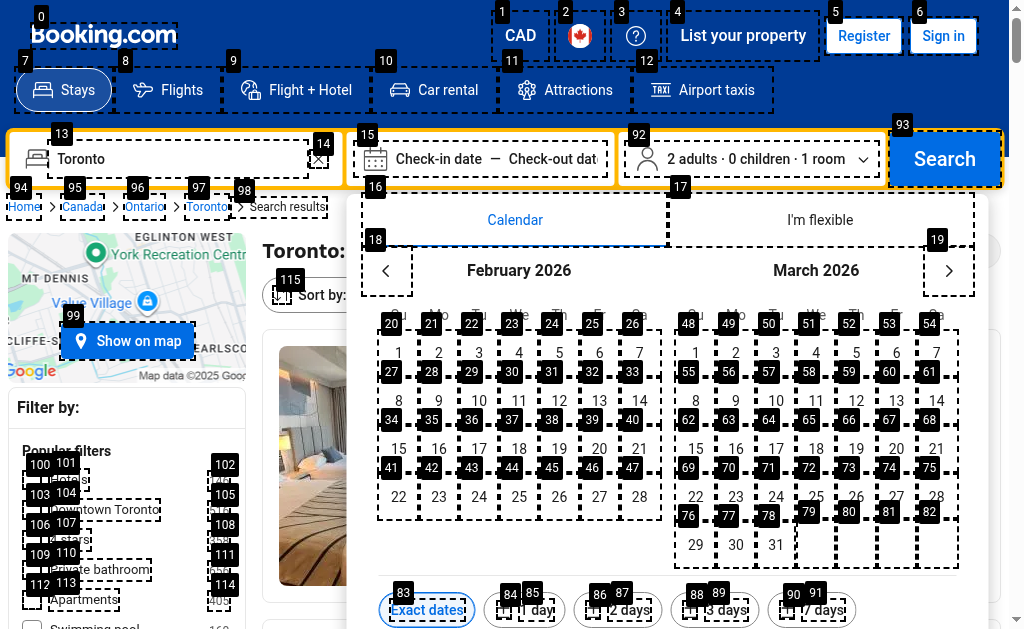 0
1
2
3
4
5
6
Booking.com
CAD
List your property
Register
Sign in
7
8
9
10
11
12
Stays
Flights
Flight + Hotel
Car rental
Attractions
Airport taxis
13
14
15
92
93
Toronto
Check-in date — Check-out dat
2 adults · 0 children · 1 room
Search
94
95
96
97
98
16
17
Home
Canada
Ontario
Toronto
Search results
Calendar
I'm flexible
18
19
Toronto:
February 2026
March 2026
115
Sort by:
EGLINTON WEST
York Recreation Centr
MT DENNIS
Value Village
99
CLIFFE-S
Show on map
EARLSCO
Google
Map data ©2025 Goog
Su Mo Tu We Th Fr Sa
Su Mo Tu We Th Fr Sa
20 21 22 23 24 25 26
48 49 50 51 52 53 54
1 2 3 4 5 6 7
1 2 3 4 5 6 7
27 28 29 30 31 32 33
55 56 57 58 59 60 61
8 9 10 11 12 13 14
8 9 10 11 12 13 14
34 35 36 37 38 39 40
62 63 64 65 66 67 68
15 16 17 18 19 20 21
15 16 17 18 19 20 21
41 42 43 44 45 46 47
69 70 71 72 73 74 75
22 23 24 25 26 27 28
22 23 24 25 26 27 28
76 77 78 79 80 81 82
29 30 31
Filter by:
Popular filters
100 101 102
Hotels
103 104 105
Downtown Toronto
106 107 108
4 stars
109 110 111
Private bathroom
112 113 114
Apartments 405
Swimming pool
83
84 85
86 87
88 89
90 91
Exact dates
1 day
2 days
3 days
7 days